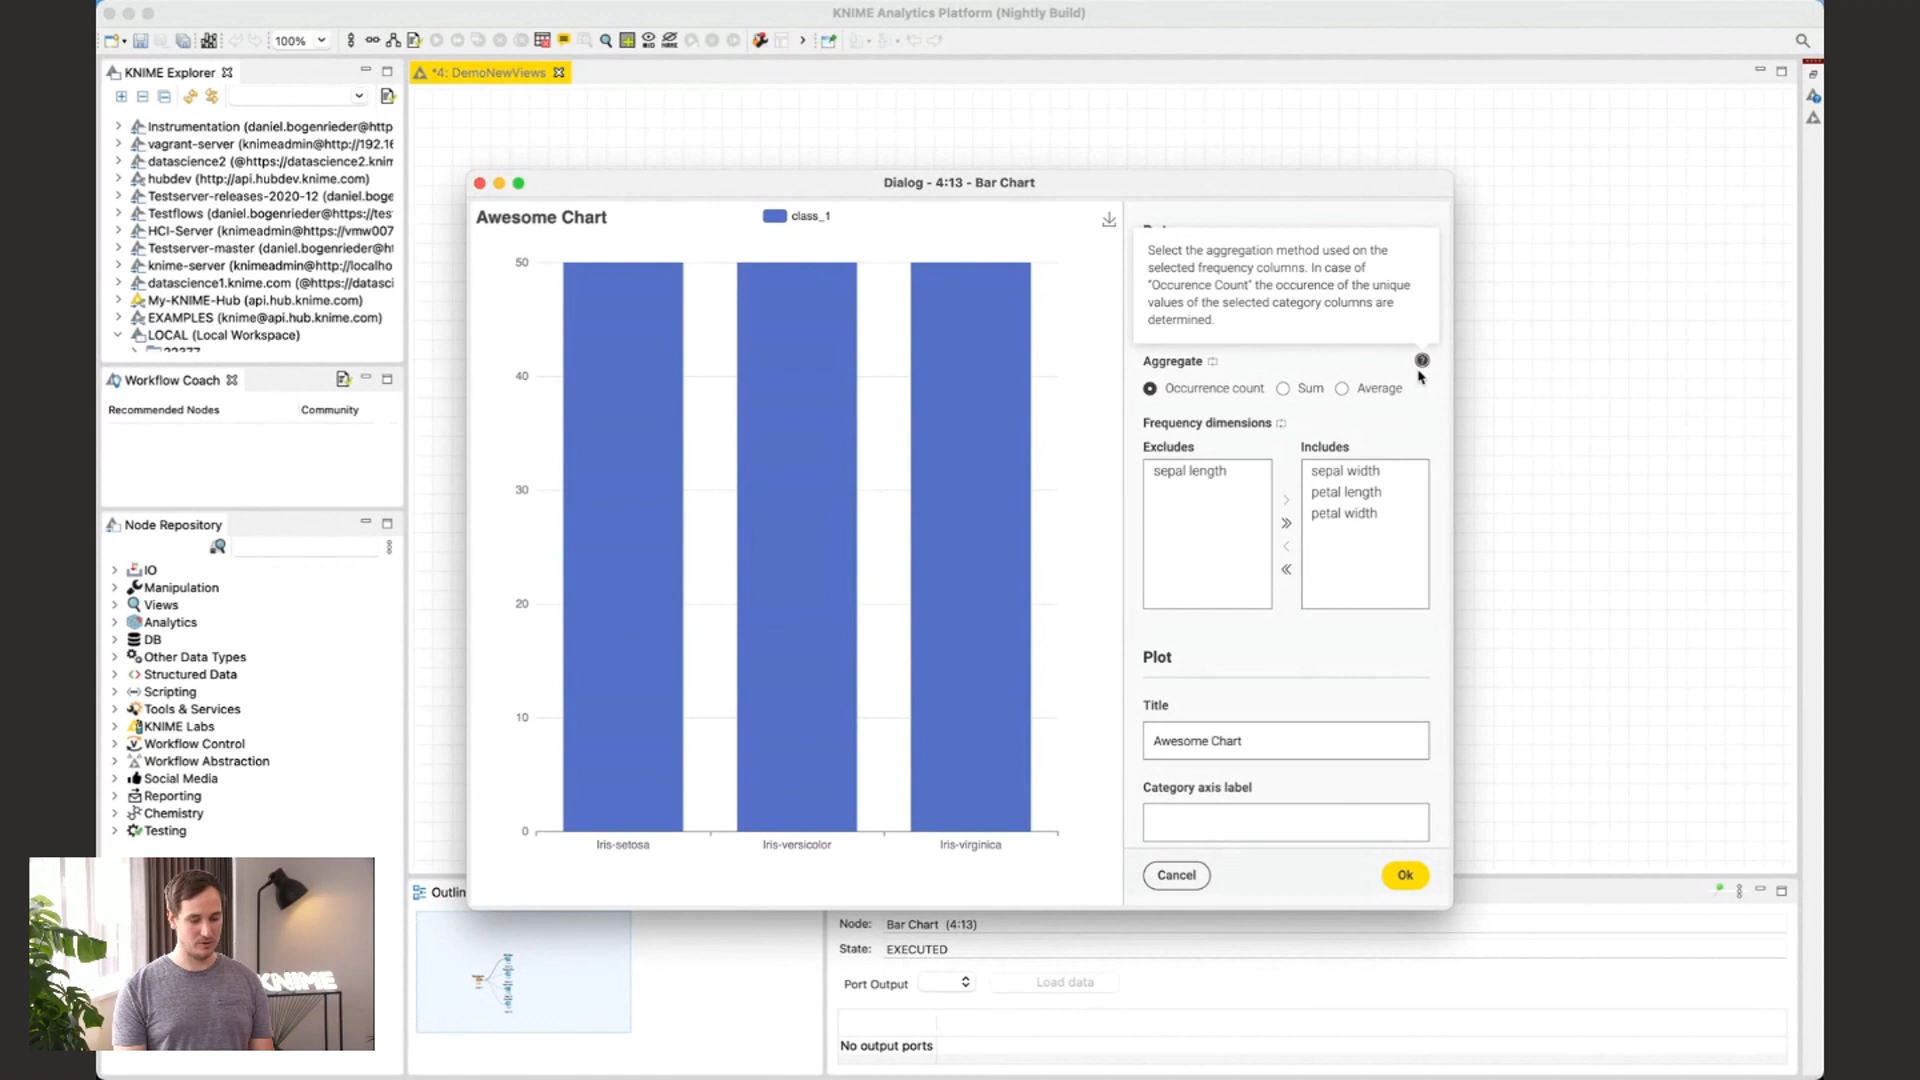 KNIME Analytics Platform (Nightly Build)
100%
KNIME Explorer
*4: DemoNewViews
Instrumentation (daniel.bogenrieder@http
vagrant-server (knimeadmin@http://192.16
datascience2 (@https://datascience2.knim
hubdev (http://api.hubdev.knime.com)
Testserver-releases-2020-12 (daniel.boge
Testflows (daniel.bogenrieder@https://tes
HCI-Server (knimeadmin@https://vmw007
Testserver-master (daniel.bogenrieder@ht
knime-server (knimeadmin@http://localho
datascience1.knime.com (@https://datasci
My-KNIME-Hub (api.hub.knime.com)
EXAMPLES (knime@api.hub.knime.com)
LOCAL (Local Workspace)
Workflow Coach
Recommended Nodes
Community
Node Repository
IO
Manipulation
Views
Analytics
DB
Other Data Types
Structured Data
Scripting
Tools & Services
KNIME Labs
Workflow Control
Workflow Abstraction
Social Media
Reporting
Chemistry
Testing
Dialog - 4:13 - Bar Chart
Awesome Chart
class_1
50
40
30
20
10
0
Iris-setosa
Iris-versicolor
Iris-virginica
Select the aggregation method used on the
selected frequency columns. In case of
"Occurence Count" the occurence of the unique
values of the selected category columns are
determined.
Aggregate
Occurrence count
Sum
Average
Frequency dimensions
Excludes
Includes
sepal length
sepal width
petal length
petal width
Plot
Title
Awesome Chart
Category axis label
Cancel
Ok
Outlin
Node: Bar Chart (4:13)
State: EXECUTED
Port Output
Load data
No output ports
KNIME